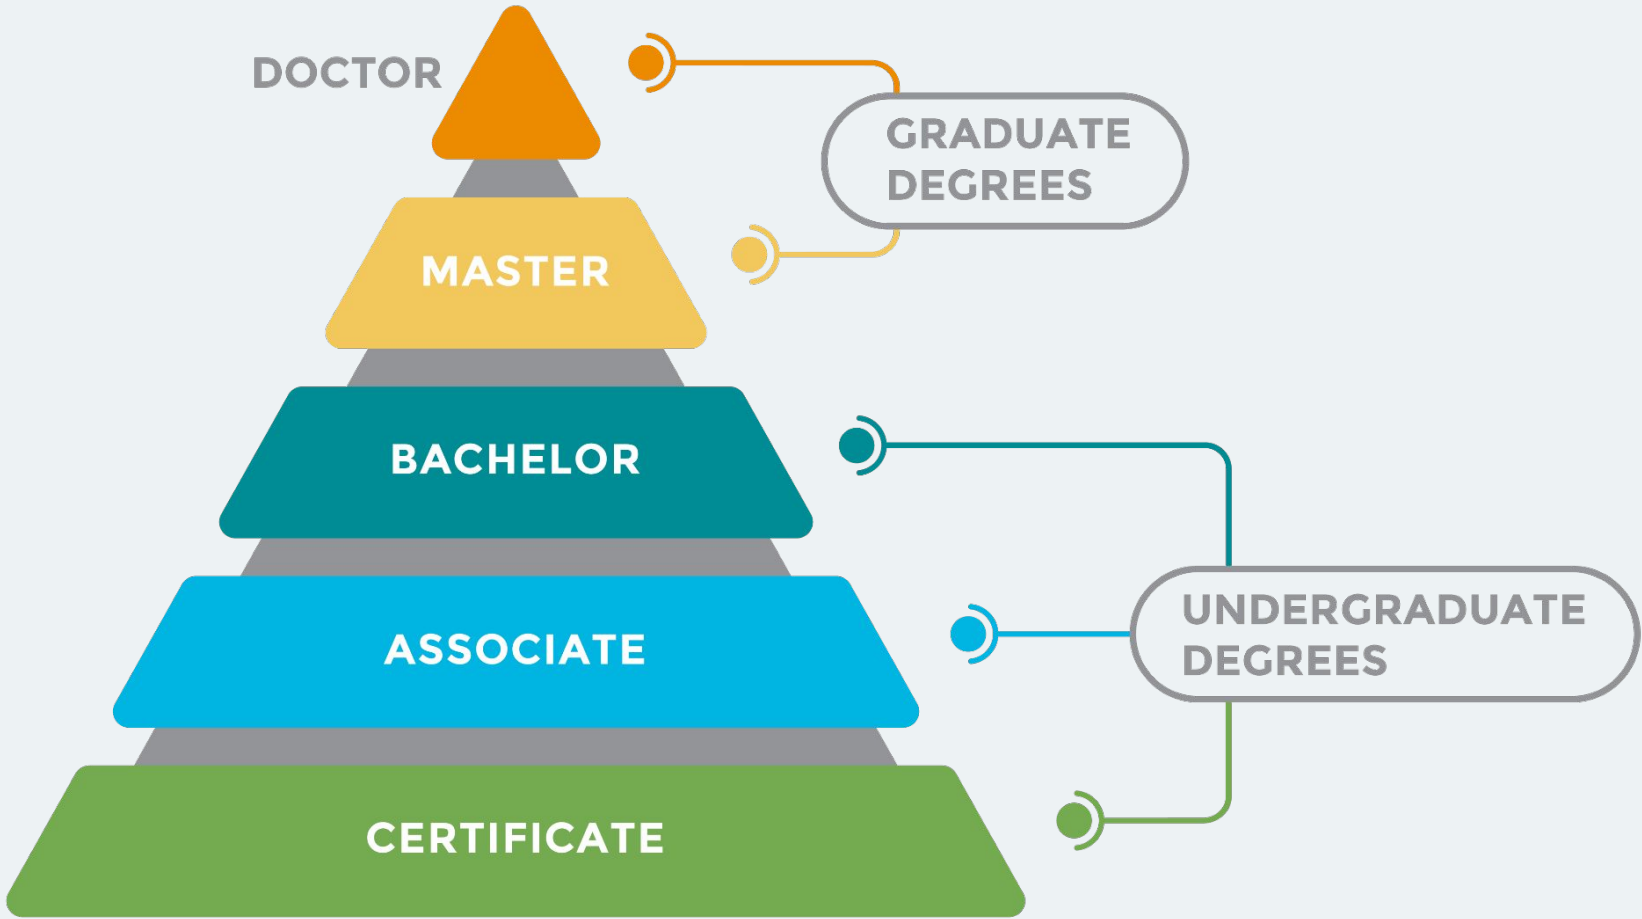 DOCTOR
GRADUATE
DEGREES
MASTER
BACHELOR
UNDERGRADUATE
DEGREES
ASSOCIATE
CERTIFICATE